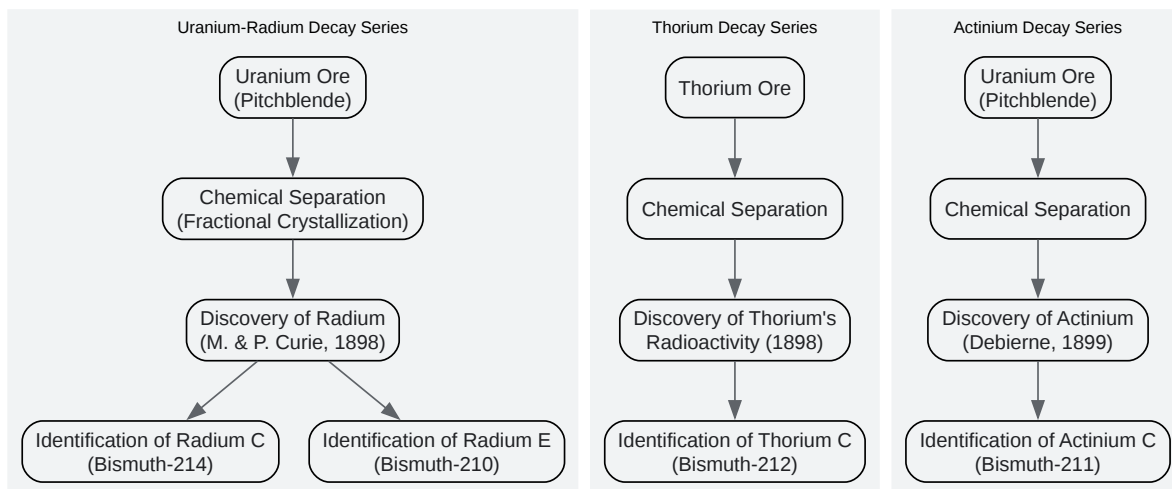 Uranium-Radium Decay Series
Uranium Ore
(Pitchblende)
Chemical Separation
(Fractional Crystallization)
Discovery of Radium
(M. & P. Curie, 1898)
Identification of Radium C
(Bismuth-214)
Identification of Radium E
(Bismuth-210)
Thorium Decay Series
Thorium Ore
Chemical Separation
Discovery of Thorium's
Radioactivity (1898)
Identification of Thorium C
(Bismuth-212)
Actinium Decay Series
Uranium Ore
(Pitchblende)
Chemical Separation
Discovery of Actinium
(Debierne, 1899)
Identification of Actinium C
(Bismuth-211)